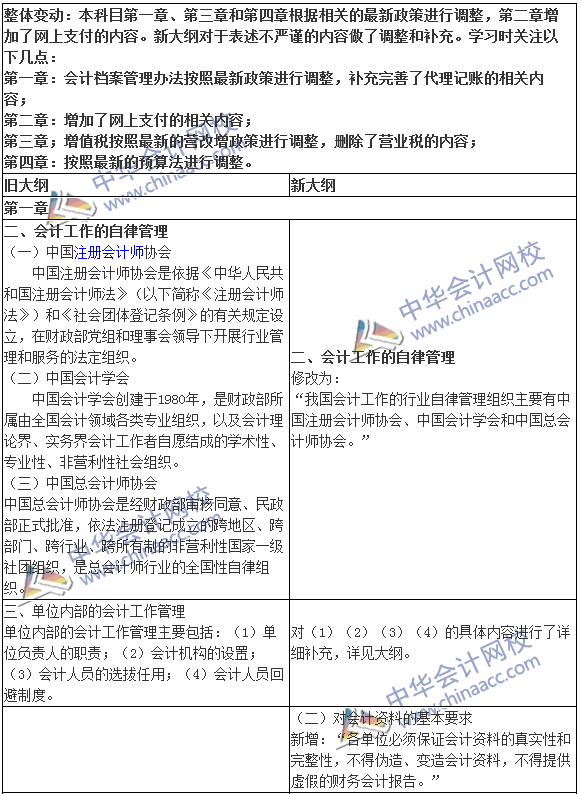 整体变动：本科目第一章、第三章和第四章根据相关的最新政策进行调整，第二章增
加了网上支付的内容。新大纲对于表述不严谨的内容做了调整和补充。学习时关注以
下几点：
第一章：会计档案管理办法按照最新政策进行调整，补充完善了代理记账的相关内
容；
第二章：增加了网上支付的相关内容；
第三章；增值税按照最新的营改增政策进行调整，删除了营业税的内容；
第四章：按照最新的预算法进行调整。
旧大纲
新大纲
第一章
二、会计工作的自律管理
（一）中国注册会计师协会
中国注册会计师协会是依据《中华人民共
和国注册会计师法》（以下简称《注册会计师
法》）和《社会团体登记条例》的有关规定设
立，在财政部党组和理事会领导下开展行业管
理和服务的法定组织。
（二）中国会计学会
中国会计学会创建于1980年，是财政部所
属由全国会计领域各类专业组织，以及会计理
论界、实务界会计工作者自愿结成的学术性、
专业性、非营利性社会组织。
（三）中国总会计师协会
中国总会计师协会是经财政部审核同意、民政
部正式批准，依法注册登记成立的跨地区、跨
部门、跨行业、跨所有制的非营利性国家一级
社团组织，是总会计师行业的全国性自律组
织。
二、会计工作的自律管理
修改为：
“我国会计工作的行业自律管理组织主要有中
国注册会计师协会、中国会计学会和中国总会
计师协会。”
三、单位内部的会计工作管理
单位内部的会计工作管理主要包括：（1）单
位负责人的职责；（2）会计机构的设置；
（3）会计人员的选拔任用；（4）会计人员回
避制度。
对（1）（2）（3）（4）的具体内容进行了详
细补充，详见大纲。
（二）对会计资料的基本要求
新增：“各单位必须保证会计资料的真实性和
完整性，不得伪造、变造会计资料，不得提供
虚假的财务会计报告。”
中华会计网校
www.chinaacc.com
中华会计网校
www.chinaacc.com
中华会计网校
www.chinaacc.com
中华会计网校
www.chinaacc.com